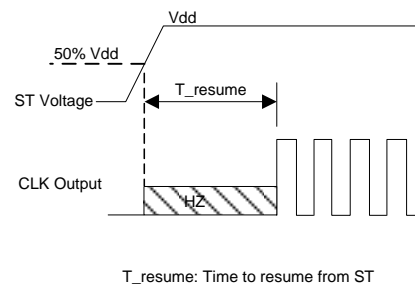 Vdd
50% Vdd
T_resume
ST Voltage
CLK Output
HZ
T_resume: Time to resume from ST